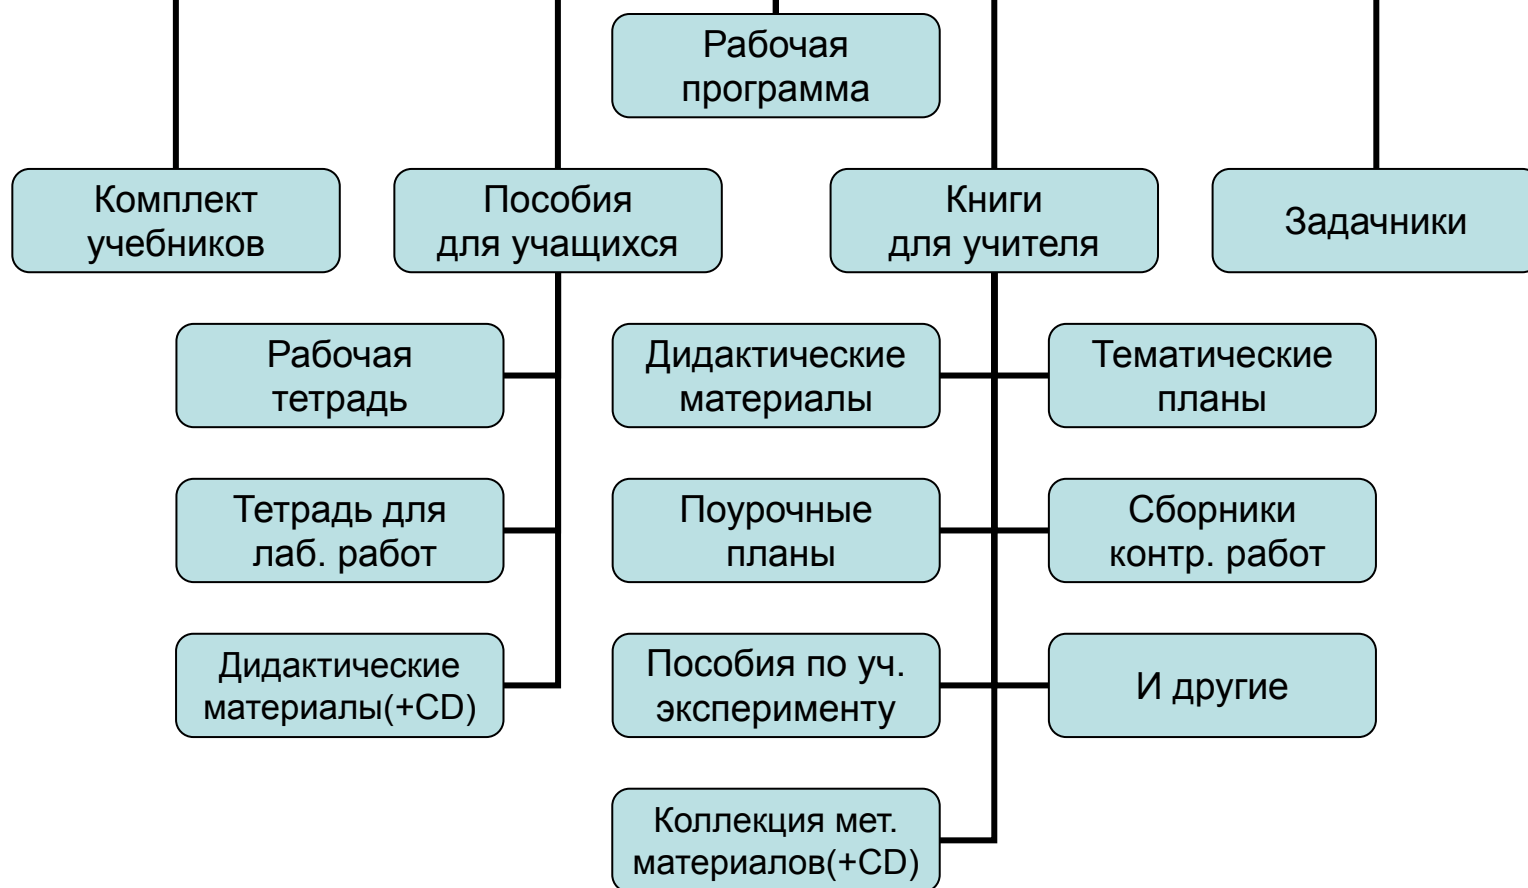 Рабочая
программа
Комплект
учебников
Пособия
для учащихся
Книги
для учителя
Задачники
Рабочая
тетрадь
Дидактические
материалы
Тематические
планы
Тетрадь для
лаб. работ
Поурочные
планы
Сборники
контр. работ
Дидактические
материалы(+CD)
Пособия по уч.
эксперименту
И другие
Коллекция мет.
материалов(+CD)